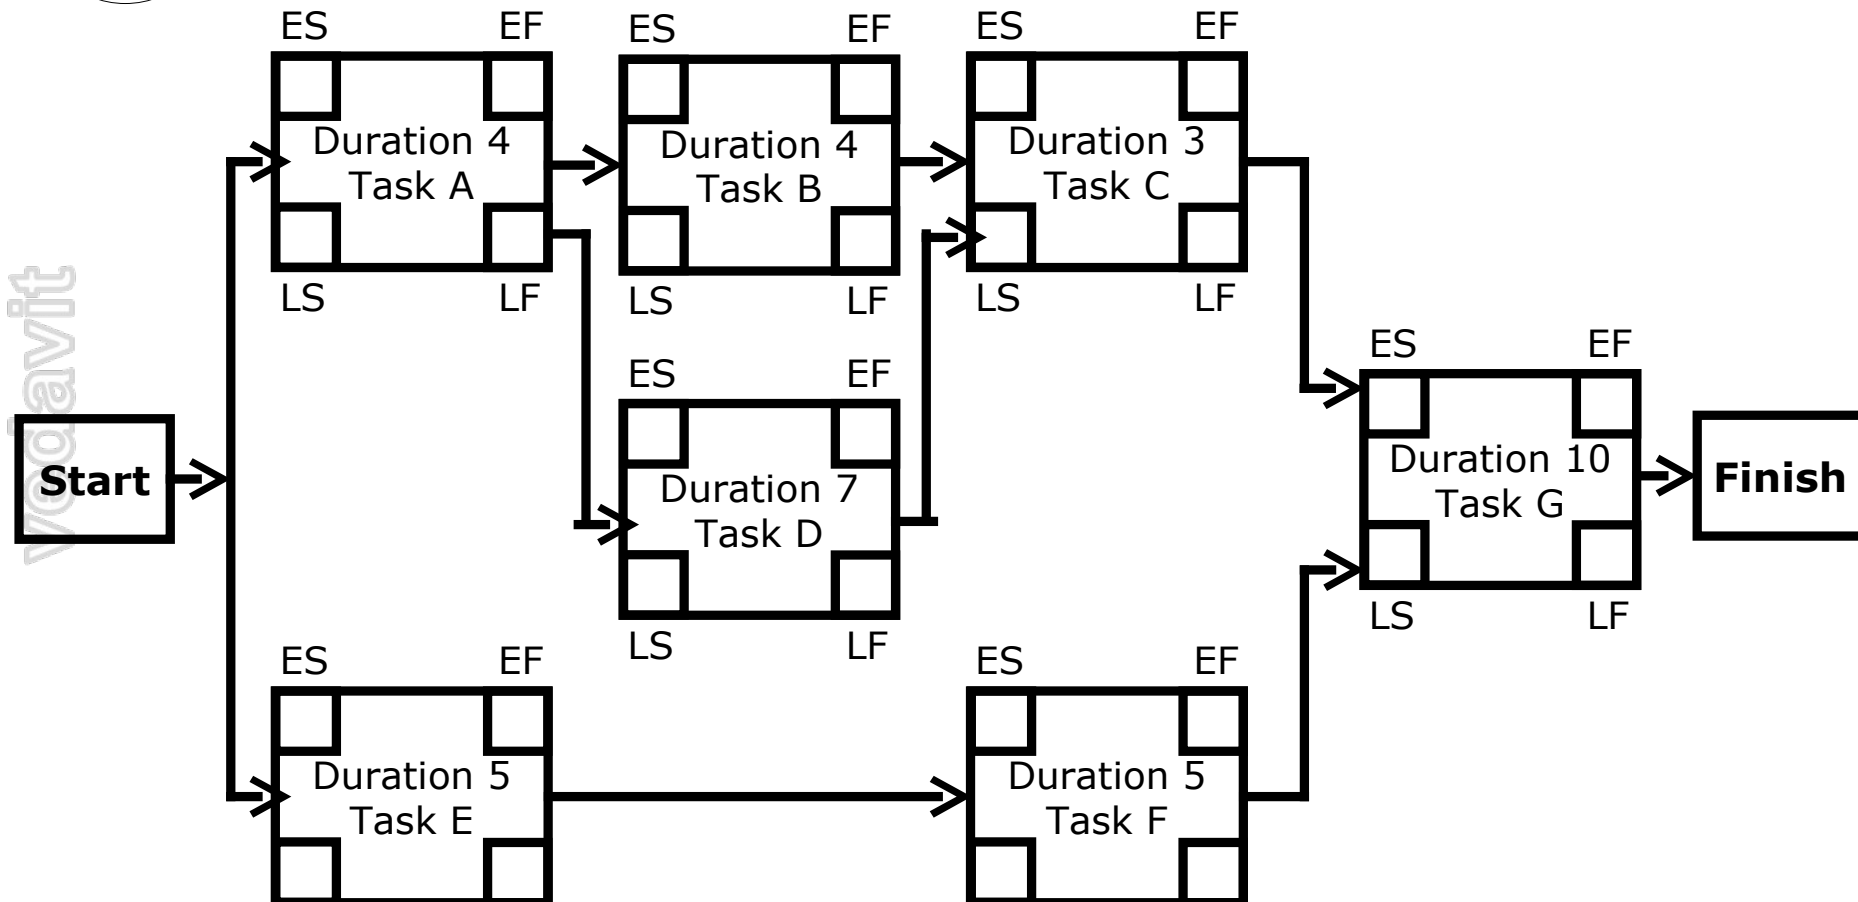 ES EF ES EF ES EF
Duration 4
Task A
Duration 4
Task B
Duration 3
Task C
LS LF LS LF LS LF
ES EF
Duration 7
Task D
LS LF
ES EF
Duration 10
Task G
LS LF
Start
Finish
ES EF ES EF
Duration 5
Task E
Duration 5
Task F
vedavit